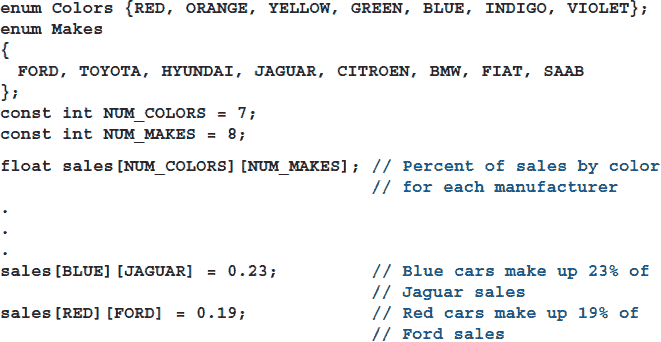 enum Colors {RED, ORANGE, YELLOW, GREEN, BLUE, INDIGO, VIOLET};
enum Makes
{
  FORD, TOYOTA, HYUNDAI, JAGUAR, CITROEN, BMW, FIAT, SAAB
};
const int NUM_COLORS = 7;
const int NUM_MAKES = 8;
float sales[NUM_COLORS][NUM_MAKES]; // Percent of sales by color
                                    // for each manufacturer
.
.
.
sales[BLUE][JAGUAR] = 0.23;         // Blue cars make up 23% of
                                    // Jaguar sales
sales[RED][FORD] = 0.19;            // Red cars make up 19% of
                                    // Ford sales